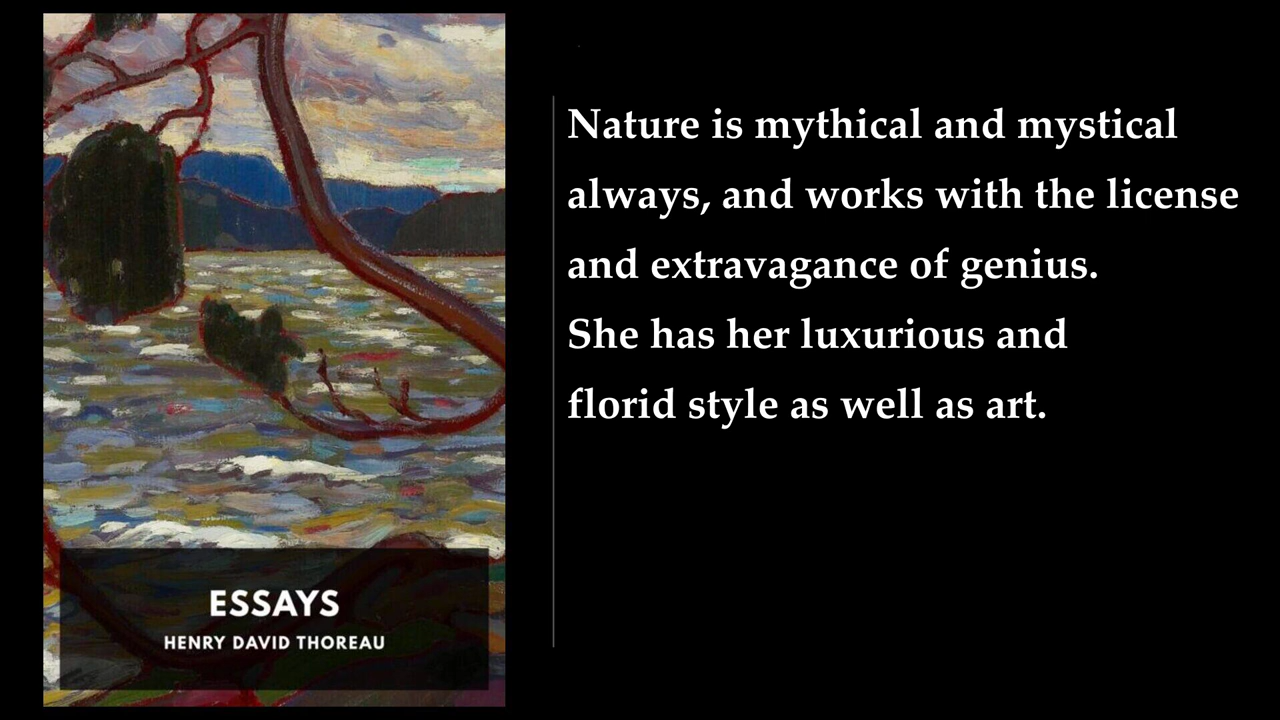 ESSAYS
HENRY DAVID THOREAU
Nature is mythical and mystical
always, and works with the license
and extravagance of genius.
She has her luxurious and
florid style as well as art.